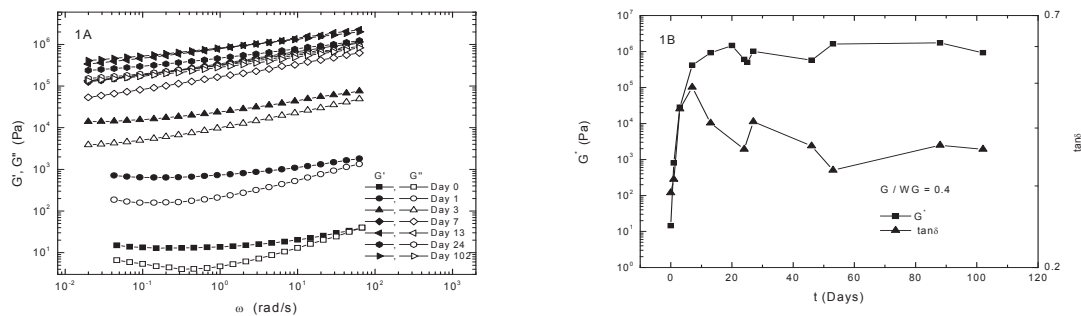 1A
10^6
10^5
10^4
10^3
10^2
10^1
G', G'' (Pa)
10^-2 10^-1 10^0 10^1 10^2 10^3
ω (rad/s)
G' G"
, Day 0
, Day 1
, Day 3
, Day 7
, Day 13
, Day 24
, Day 102
1B
10^7
10^6
10^5
10^4
10^3
10^2
10^1
10^0
G* (Pa)
0.7
0.2
tanδ
G / WG = 0.4
G*
tanδ
0 20 40 60 80 100 120
t (Days)